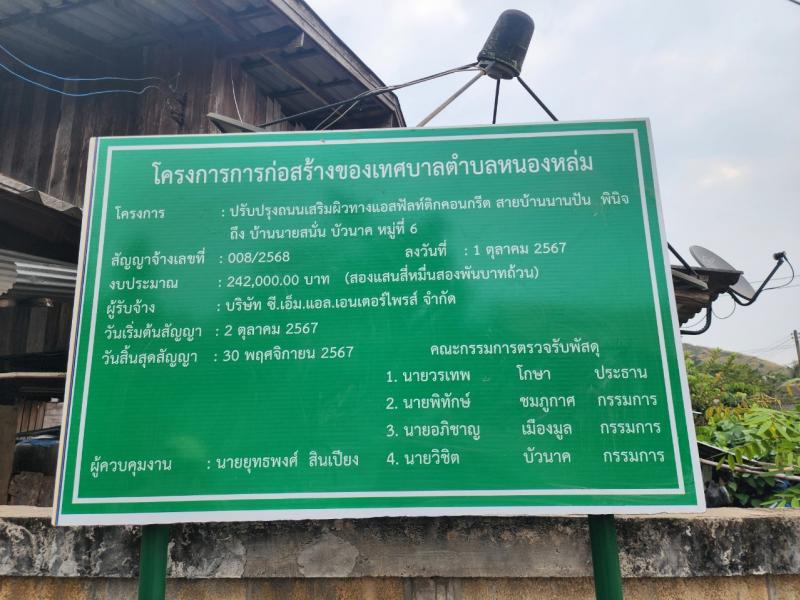 โครงการการก่อสร้างของเทศบาลตำบลหนองหล่ม
โครงการ : ปรับปรุงถนนเสริมผิวทางแอสฟัลท์ติกคอนกรีต สายบ้านนานปัน พินิจ
ถึง บ้านนายสนั่น บัวนาค หมู่ที่ 6
สัญญาจ้างเลขที่ : 008/2568 ลงวันที่ : 1 ตุลาคม 2567
งบประมาณ : 242,000.00 บาท (สองแสนสี่หมื่นสองพันบาทถ้วน)
ผู้รับจ้าง : บริษัท ซี.เอ็ม.แอล.เอนเตอร์ไพรส์ จำกัด
วันเริ่มต้นสัญญา : 2 ตุลาคม 2567
วันสิ้นสุดสัญญา : 30 พฤศจิกายน 2567
คณะกรรมการตรวจรับพัสดุ
1. นายวรเทพ โกษา ประธาน
2. นายพิทักษ์ ชมภูกาศ กรรมการ
3. นายอภิชาญ เมืองมูล กรรมการ
4. นายวิชิต บัวนาค กรรมการ
ผู้ควบคุมงาน : นายยุทธพงศ์ สินเปียง